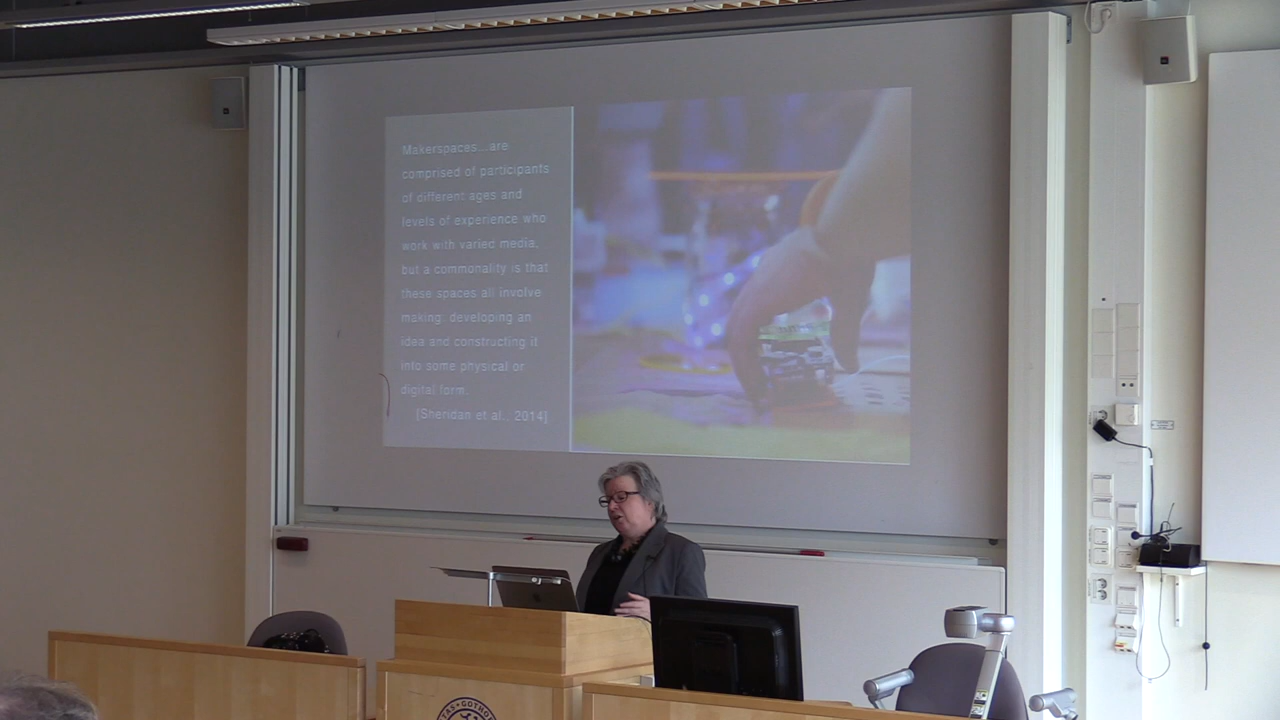 Makerspaces...are
comprised of participants
of different ages and
levels of experience who
work with varied media,
but a commonality is that
these spaces all involve
making: developing an
idea and constructing it
into some physical or
digital form.
[Sheridan et al., 2014]